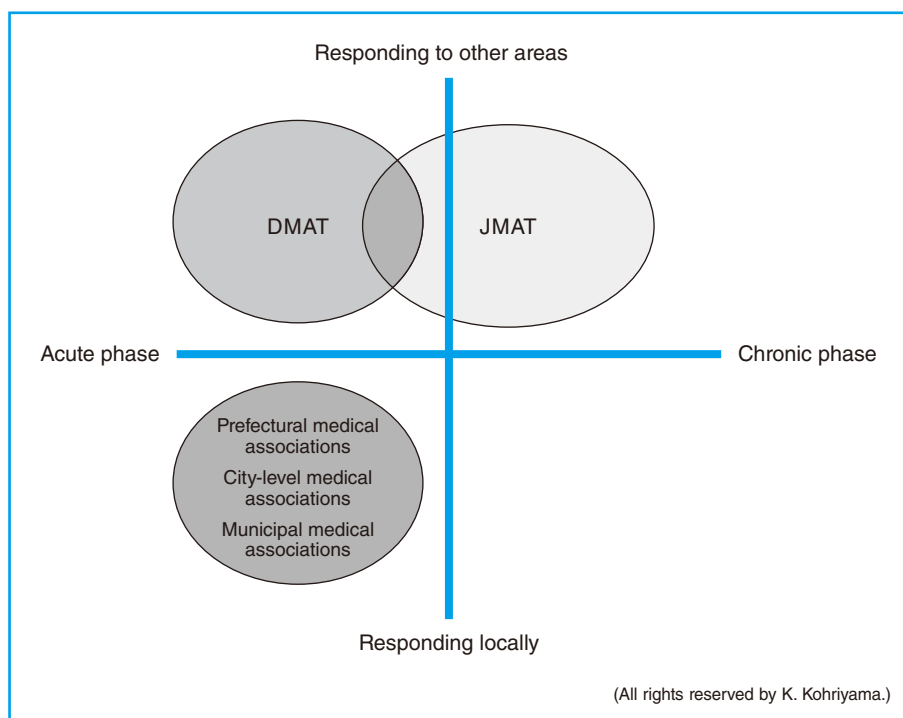 Responding to other areas
DMAT
JMAT
Acute phase
Chronic phase
Prefectural medical
associations
City-level medical
associations
Municipal medical
associations
Responding locally
(All rights reserved by K. Kohriyama.)